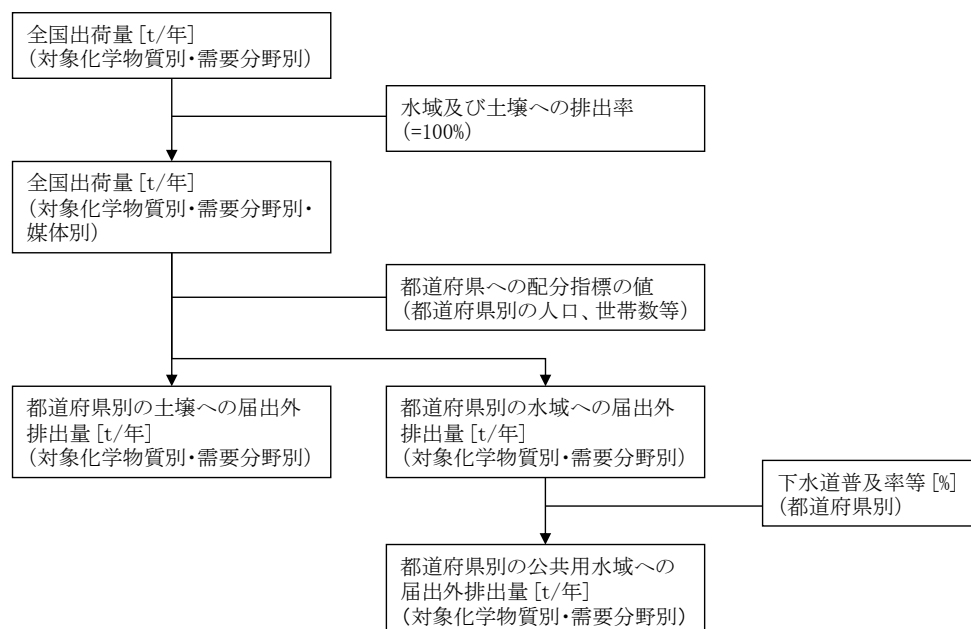 全国出荷量[t/年]
(対象化学物質別・需要分野別)
水域及び土壌への排出率
(=100%)
全国出荷量[t/年]
(対象化学物質別・需要分野別・
媒体別)
都道府県への配分指標の値
(都道府県別の人口、世帯数等)
都道府県別の土壌への届出外
排出量[t/年]
(対象化学物質別・需要分野別)
都道府県別の水域への届出外
排出量[t/年]
(対象化学物質別・需要分野別)
下水道普及率等[%]
(都道府県別)
都道府県別の公共用水域への
届出外排出量[t/年]
(対象化学物質別・需要分野別)